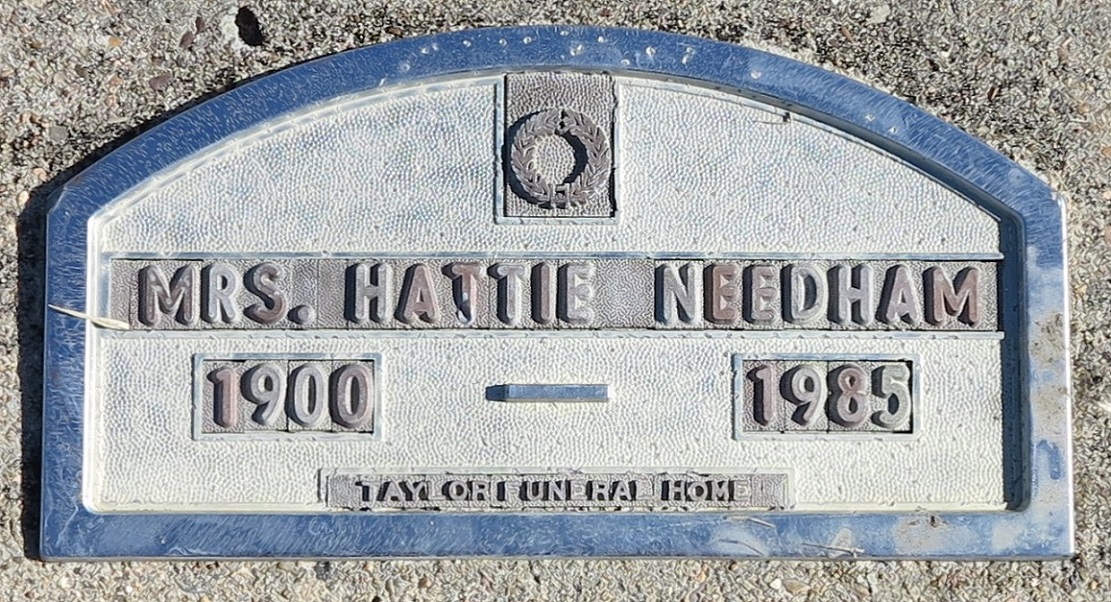 MRS. HATTIE NEEDHAM
1900 - 1985
TAYLOR FUNERAL HOME